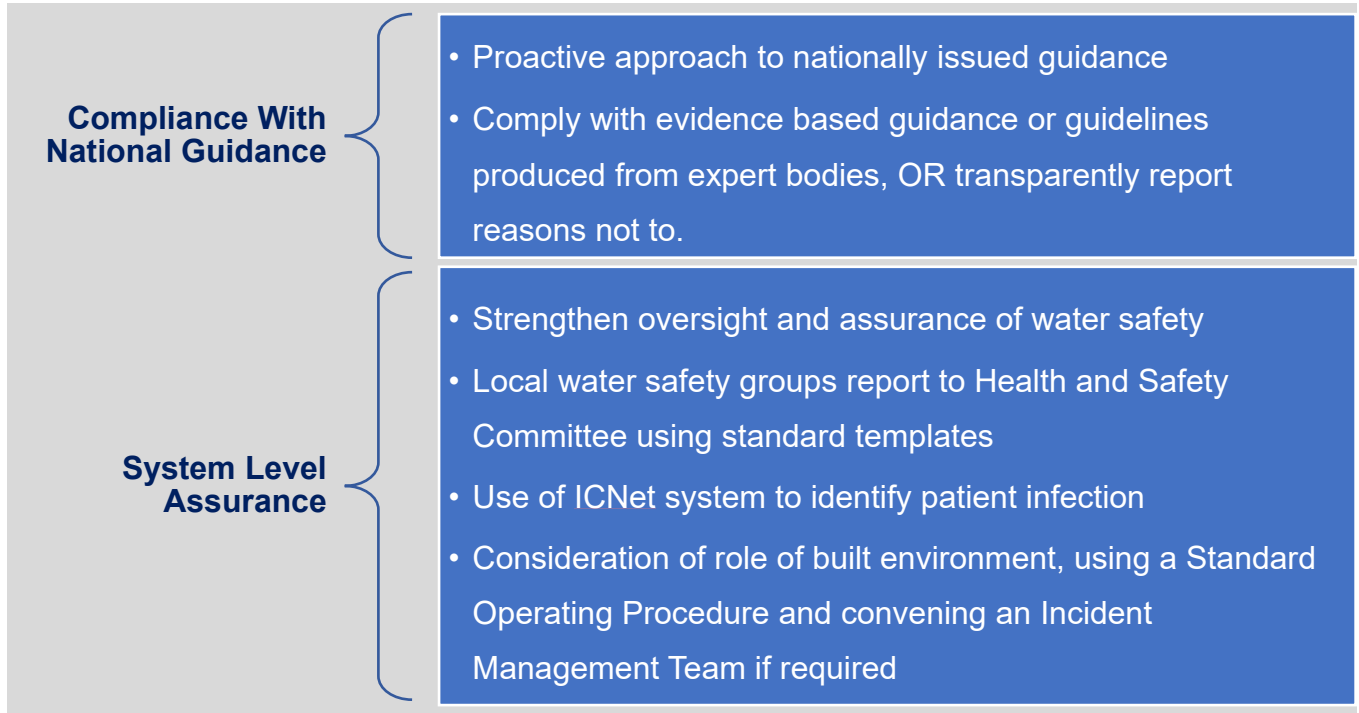 Compliance With
National Guidance
• Proactive approach to nationally issued guidance
• Comply with evidence based guidance or guidelines
produced from expert bodies, OR transparently report
reasons not to.
System Level
Assurance
• Strengthen oversight and assurance of water safety
• Local water safety groups report to Health and Safety
Committee using standard templates
• Use of ICNet system to identify patient infection
• Consideration of role of built environment, using a Standard
Operating Procedure and convening an Incident
Management Team if required